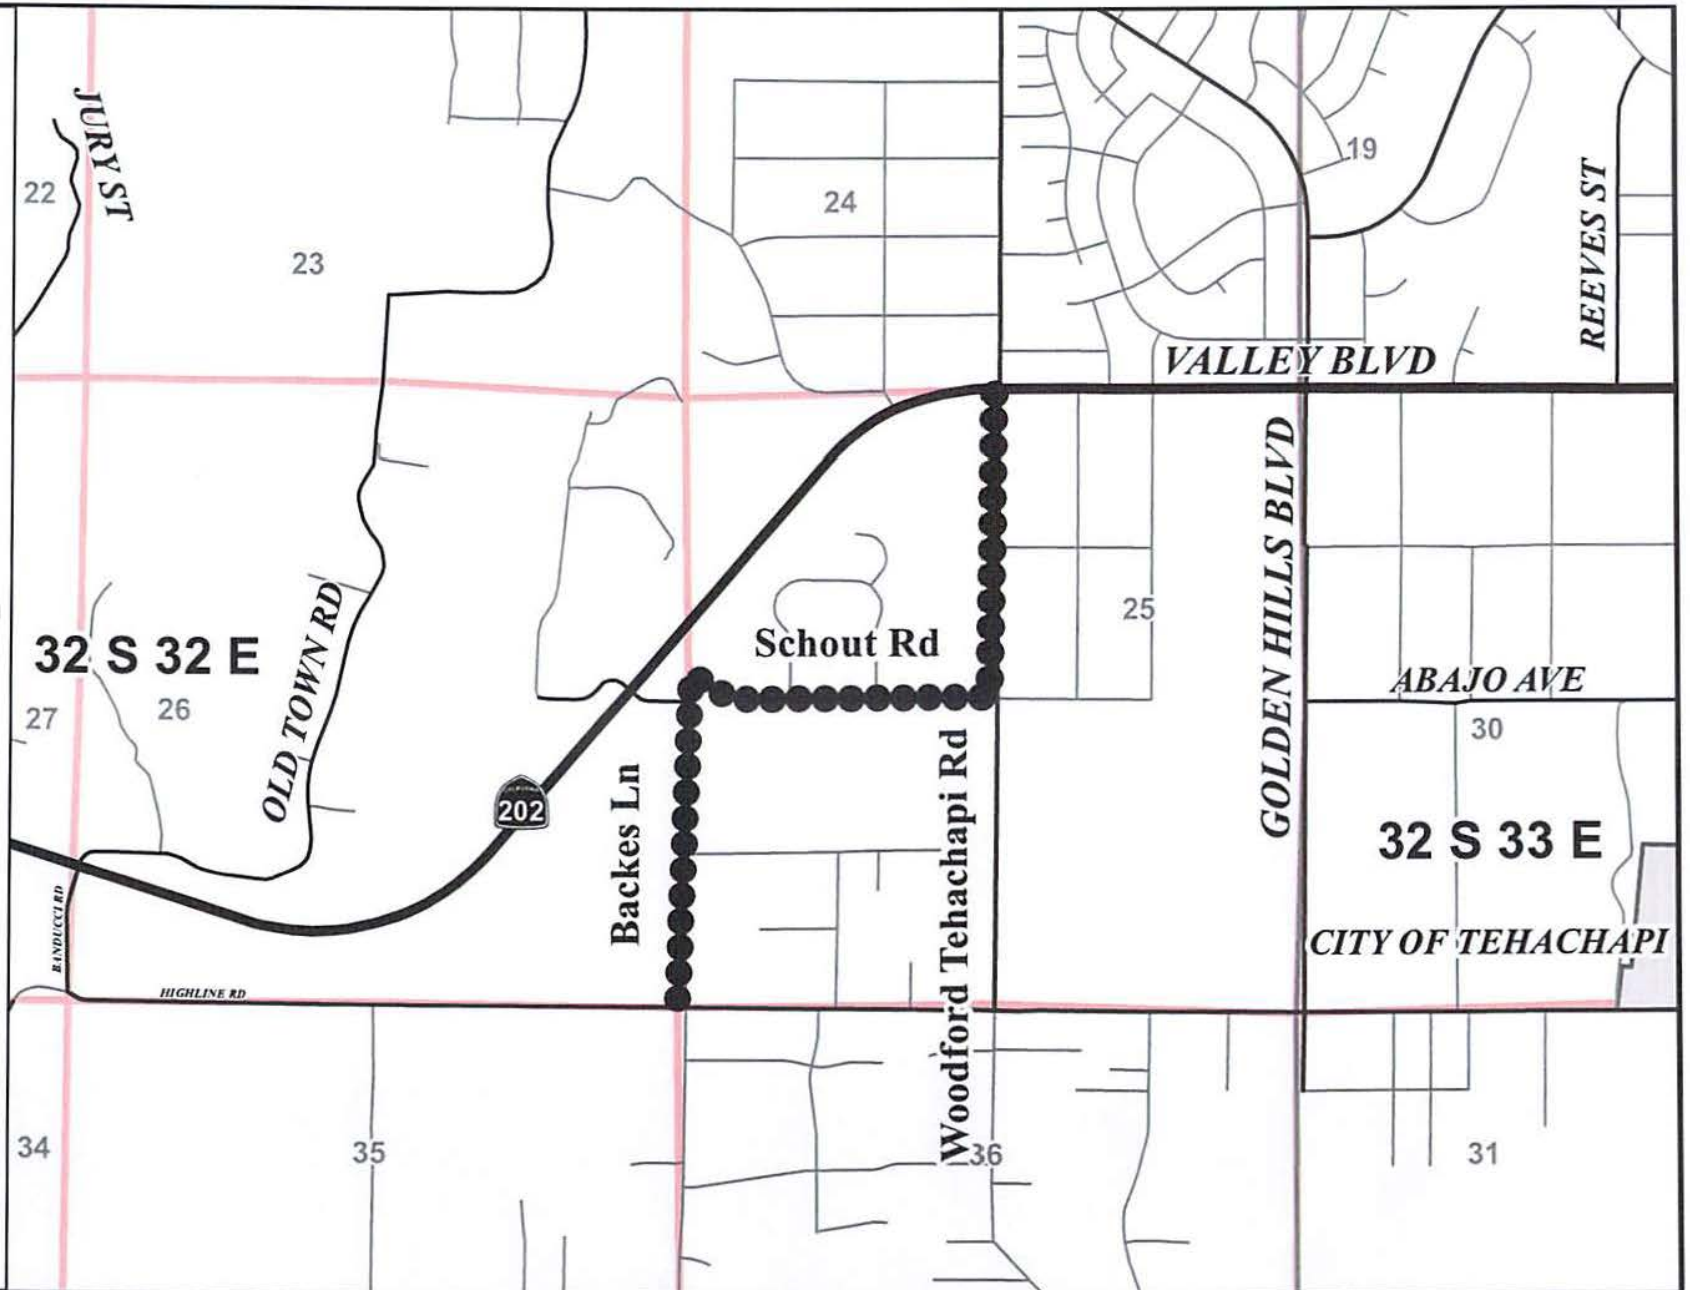 JURY ST
22
23
24
19
REEVES ST
VALLEY BLVD
GOLDEN HILLS BLVD
32 S 32 E
27
26
OLD TOWN RD
Schout Rd
25
ABAJO AVE
30
202
Backes Ln
Woodford Tehachapi Rd
32 S 33 E
BANDUCCI RD
CITY OF TEHACHAPI
HIGHLINE RD
34
35
36
31